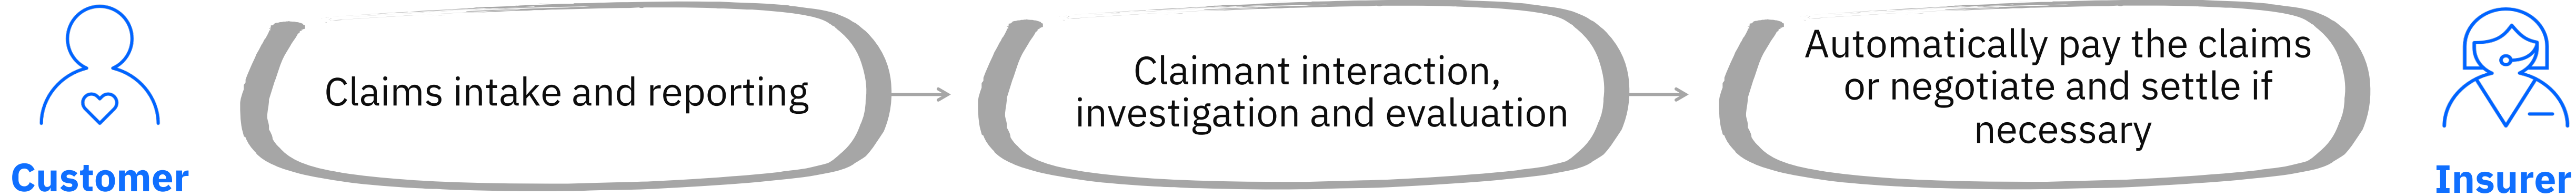 Customer
Claims intake and reporting
Claimant interaction,
investigation and evaluation
Automatically pay the claims
or negotiate and settle if
necessary
Insurer